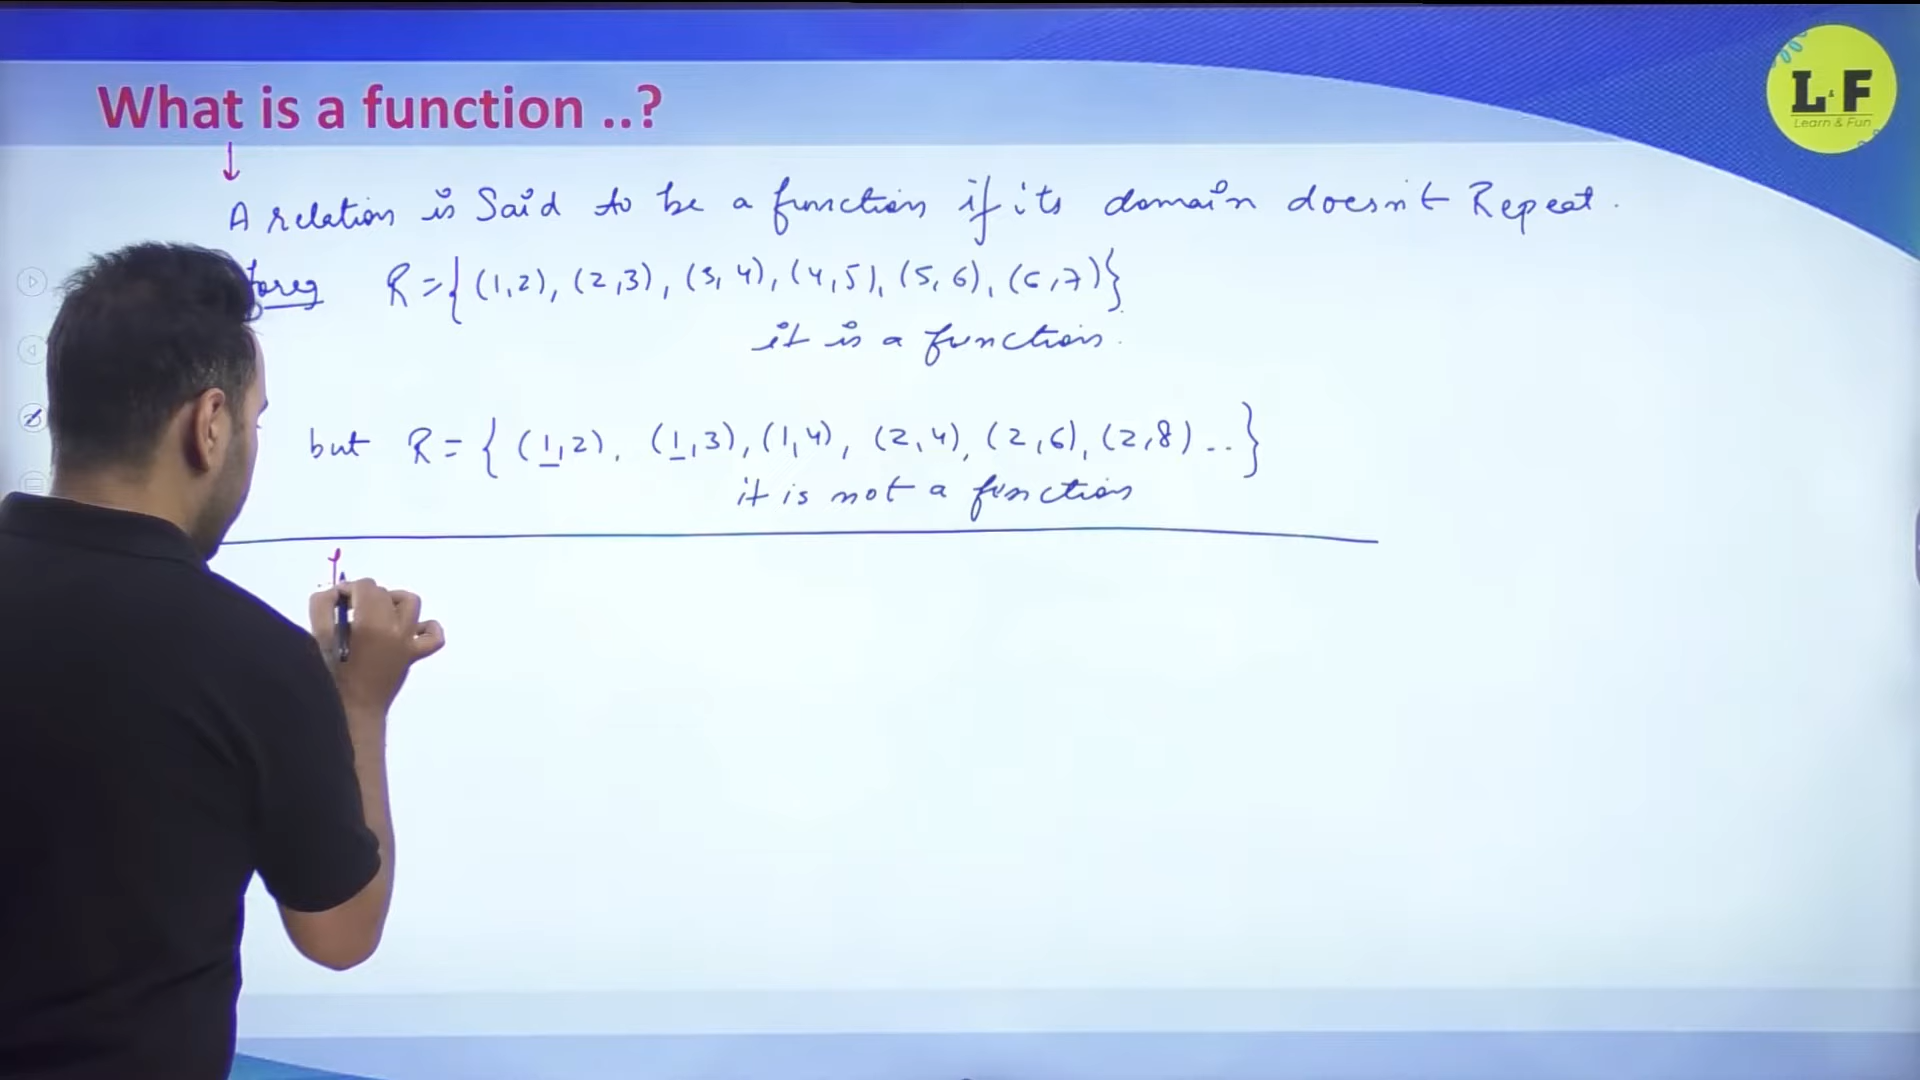 What is a function ..?
L&F
Learn & Fun
A relation is Said to be a function if its domain doesn't Repeat.
foreg R={(1,2), (2,3), (3,4), (4,5), (5,6), (6,7)}
it is a function.
but R = { (1,2), (1,3), (1,4), (2,4), (2,6), (2,8) .. }
it is not a function